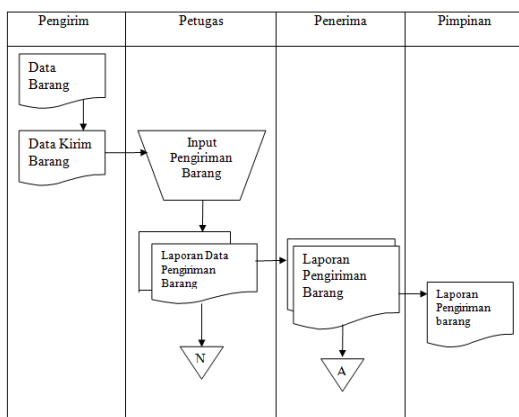 Pengirim
Petugas
Penerima
Pimpinan
Data
Barang
Data Kirim
Barang
Input
Pengiriman
Barang
Laporan Data
Pengiriman
Barang
Laporan
Pengiriman
Barang
Laporan
Pengiriman
barang
N
A